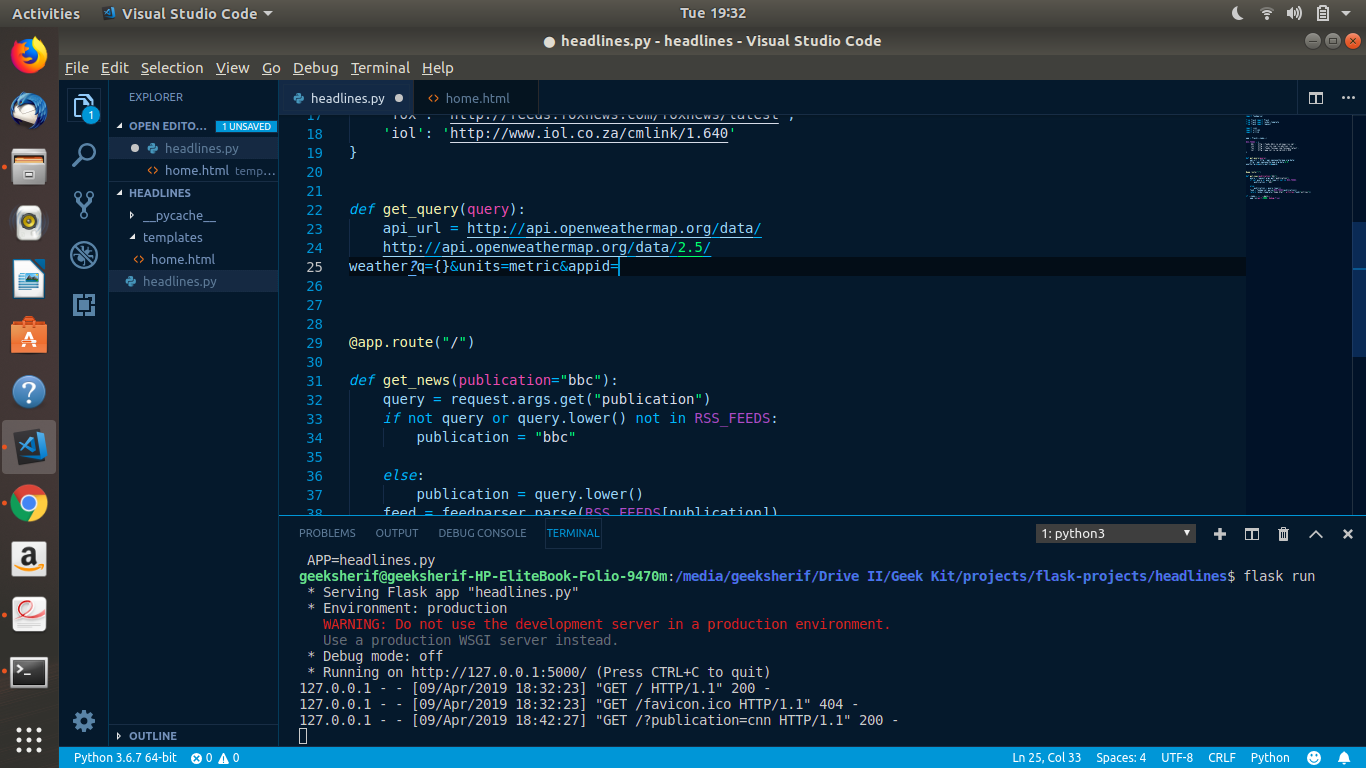 Activities
Visual Studio Code
Tue 19:32
● headlines.py - headlines - Visual Studio Code
File Edit Selection View Go Debug Terminal Help
EXPLORER
OPEN EDITO... 1 UNSAVED
headlines.py
home.html temp...
HEADLINES
__pycache__
templates
home.html
headlines.py
OUTLINE
1
headlines.py
home.html
17 'fox': 'http://feeds.foxnews.com/foxnews/latest',
18 'iol': 'http://www.iol.co.za/cmlink/1.640'
19 }
20
21
22 def get_query(query):
23 api_url = http://api.openweathermap.org/data/
24 http://api.openweathermap.org/data/2.5/
25 weather?q={}&units=metric&appid=
26
27
28
29 @app.route("/")
30
31 def get_news(publication="bbc"):
32 query = request.args.get("publication")
33 if not query or query.lower() not in RSS_FEEDS:
34 publication = "bbc"
35
36 else:
37 publication = query.lower()
38 feed = feedparser.parse(RSS_FEEDS[publication])
PROBLEMS OUTPUT DEBUG CONSOLE TERMINAL
1: python3
APP=headlines.py
geeksherif@geeksherif-HP-EliteBook-Folio-9470m:/media/geeksherif/Drive II/Geek Kit/projects/flask-projects/headlines$ flask run
* Serving Flask app "headlines.py"
* Environment: production
WARNING: Do not use the development server in a production environment.
Use a production WSGI server instead.
* Debug mode: off
* Running on http://127.0.0.1:5000/ (Press CTRL+C to quit)
127.0.0.1 - - [09/Apr/2019 18:32:23] "GET / HTTP/1.1" 200 -
127.0.0.1 - - [09/Apr/2019 18:32:23] "GET /favicon.ico HTTP/1.1" 404 -
127.0.0.1 - - [09/Apr/2019 18:42:27] "GET /?publication=cnn HTTP/1.1" 200 -
Python 3.6.7 64-bit 0 0
Ln 25, Col 33 Spaces: 4 UTF-8 CRLF Python